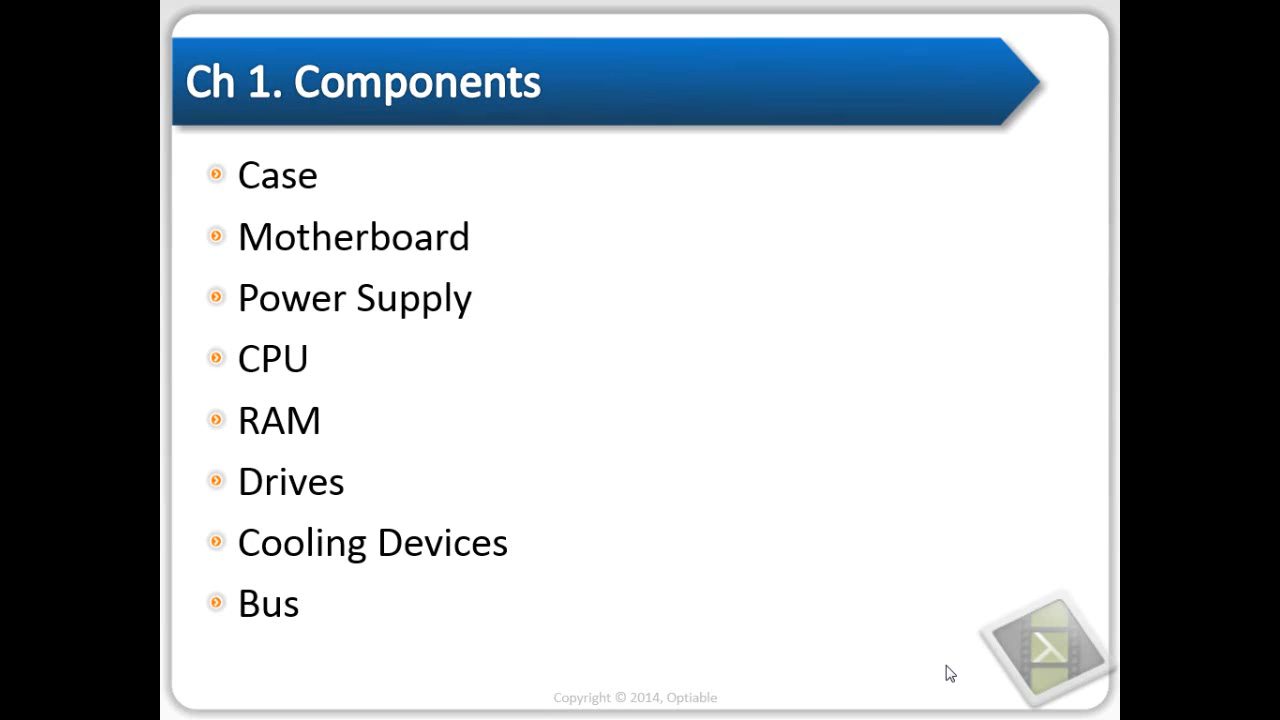 Ch 1. Components
Case
Motherboard
Power Supply
CPU
RAM
Drives
Cooling Devices
Bus
Copyright © 2014, Optiable